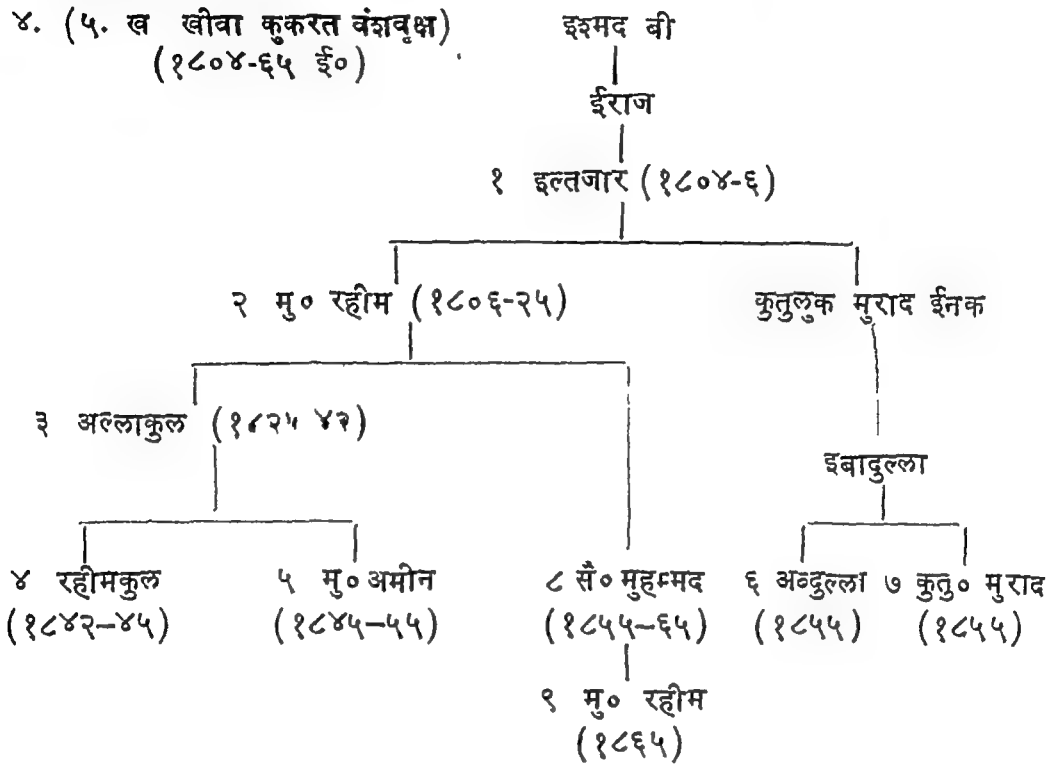 ४. (५. ख खीवा कुकरत वंशवृक्ष)
(१८०४-६५ ई०)
इश्मद बी
ईराज
१ इल्तजार (१८०४-६)
२ मु० रहीम (१८०६-२५)
कुतुलुक मुराद ईनक
३ अल्लाकुल (१८२५ ४२)
इबादुल्ला
४ रहीमकुल
(१८४२–४५)
५ मु० अमीन
(१८४५–५५)
८ सै० मुहम्मद
(१८५५–६५)
६ अब्दुल्ला
(१८५५)
७ कुतु० मुराद
(१८५५)
९ मु० रहीम
(१८६५)